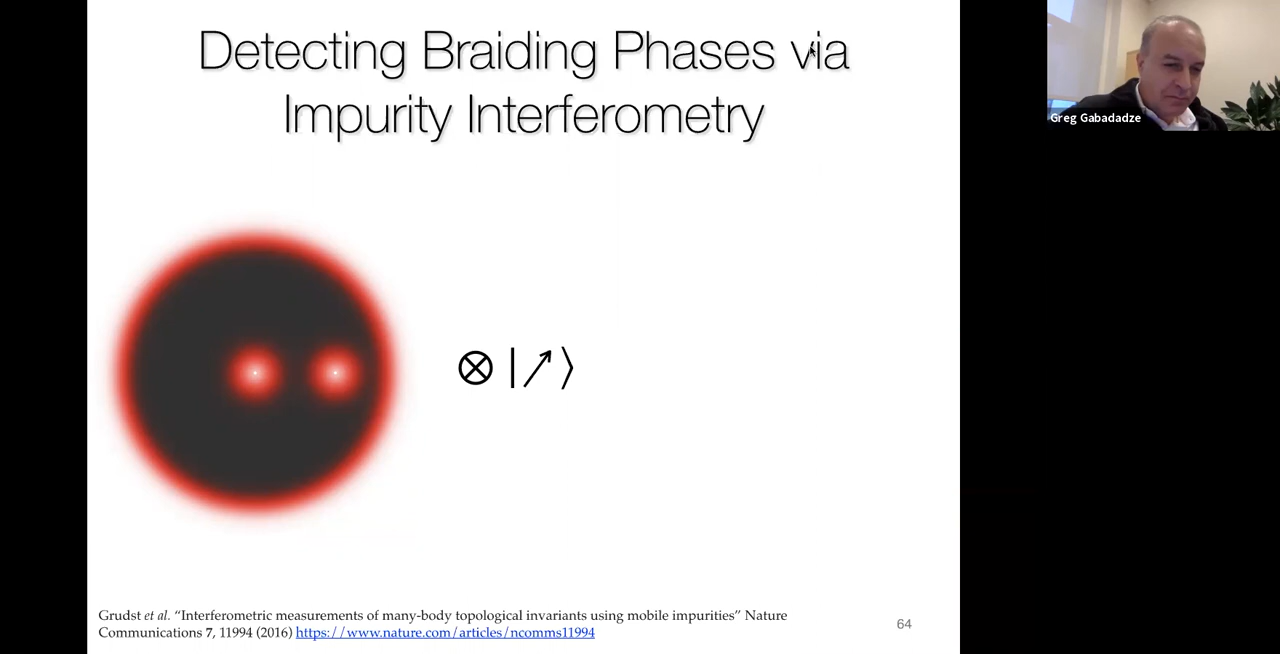 Detecting Braiding Phases via
Impurity Interferometry
Greg Gabadadze
⊗ |↗⟩
Grudst et al. “Interferometric measurements of many-body topological invariants using mobile impurities” Nature
Communications 7, 11994 (2016) https://www.nature.com/articles/ncomms11994
64